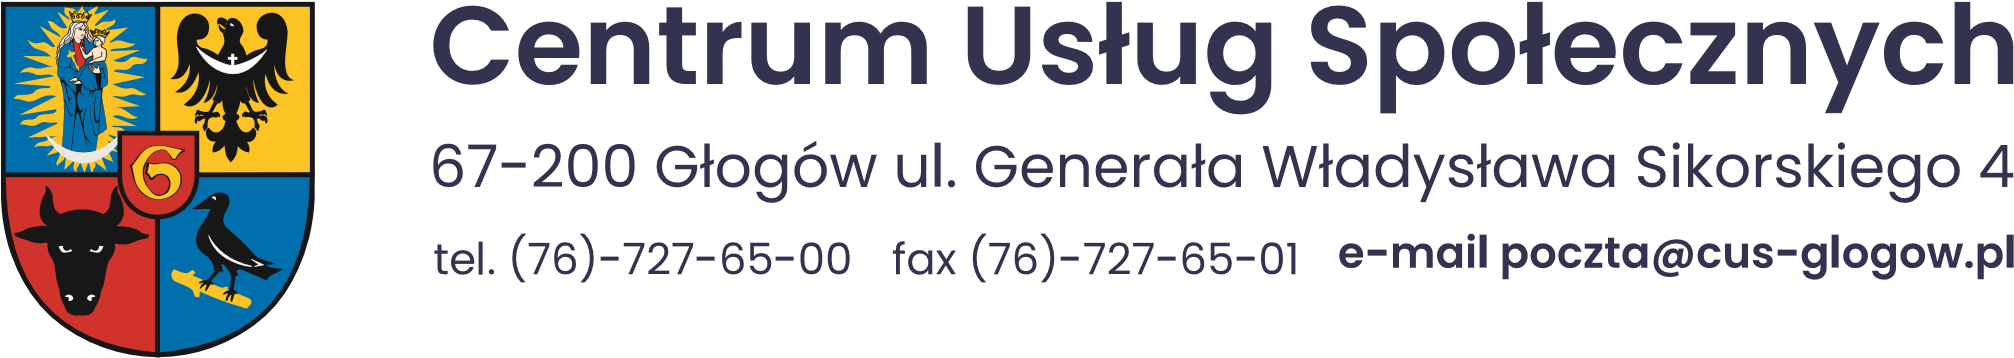 Centrum Usług Społecznych
67-200 Głogów ul. Generała Władysława Sikorskiego 4
tel. (76)-727-65-00 fax (76)-727-65-01 e-mail poczta@cus-glogow.pl
G